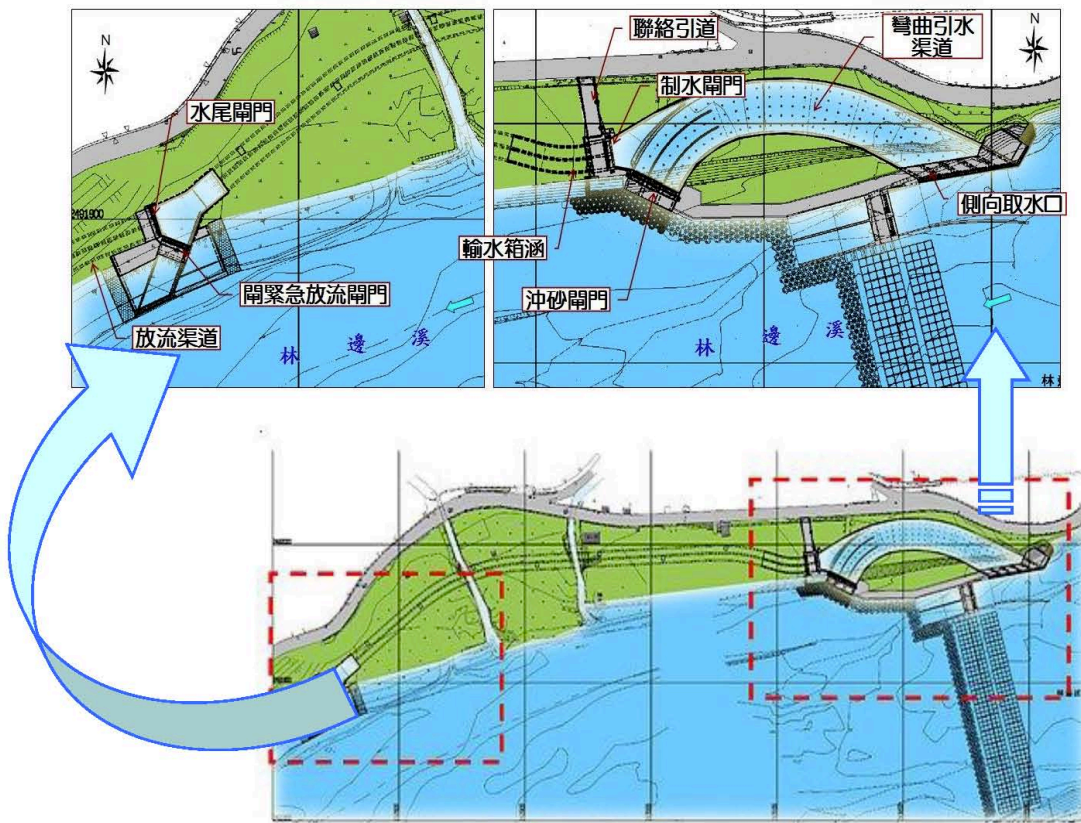 N
水尾閘門
2491900
閘緊急放流閘門
放流渠道
林邊溪
N
聯絡引道
彎曲引水
渠道
制水閘門
側向取水口
輸水箱涵
沖砂閘門
林邊溪
林